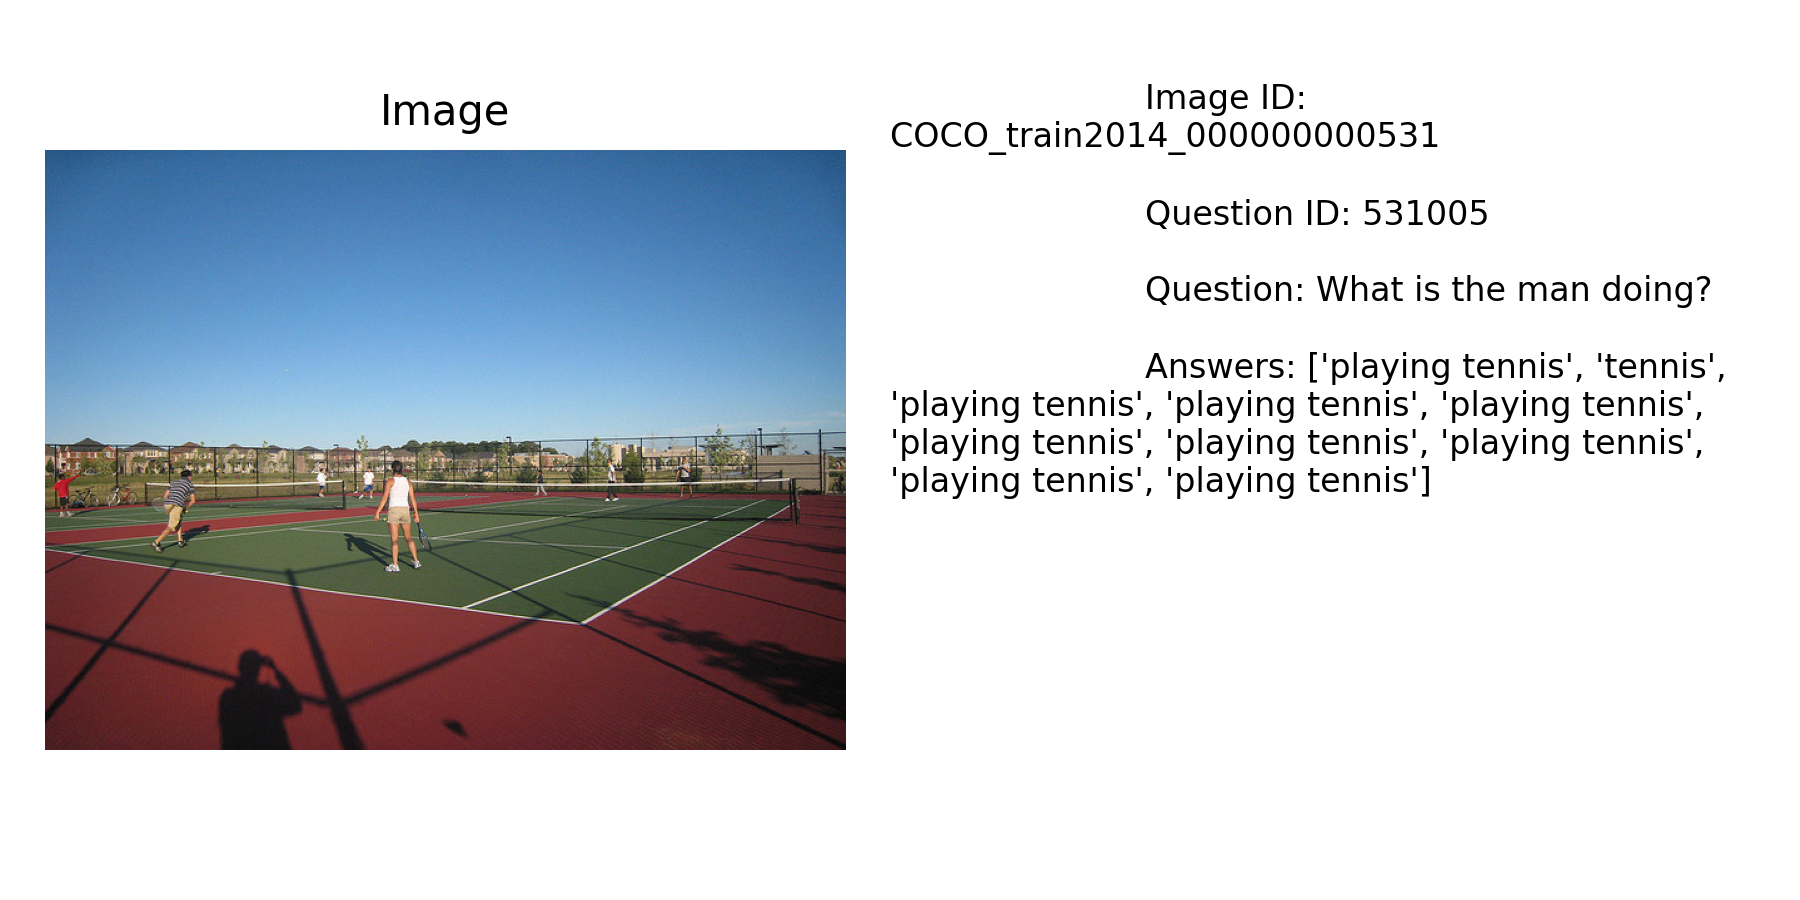 Image
Image ID:
COCO_train2014_000000000531
Question ID: 531005
Question: What is the man doing?
Answers: ['playing tennis', 'tennis',
'playing tennis', 'playing tennis', 'playing tennis',
'playing tennis', 'playing tennis', 'playing tennis',
'playing tennis', 'playing tennis']